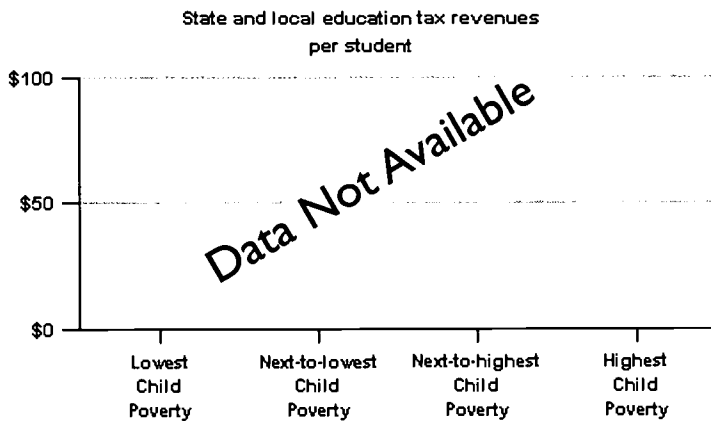 State and local education tax revenues
per student
$100
Data Not Available
$50
$0
Lowest Child Poverty
Next-to-lowest Child Poverty
Next-to-highest Child Poverty
Highest Child Poverty